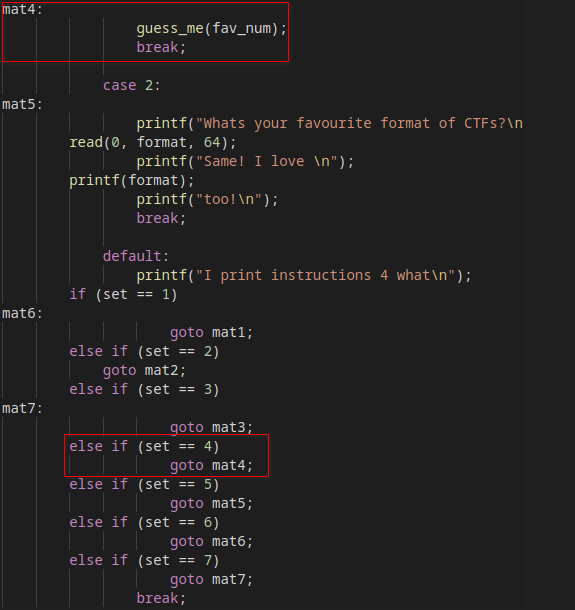 mat4:
guess_me(fav_num);
break;
case 2:
mat5:
printf("Whats your favourite format of CTFs?\n
read(0, format, 64);
printf("Same! I love \n");
printf(format);
printf("too!\n");
break;
default:
printf("I print instructions 4 what\n");
if (set == 1)
mat6:
goto mat1;
else if (set == 2)
goto mat2;
else if (set == 3)
mat7:
goto mat3;
else if (set == 4)
goto mat4;
else if (set == 5)
goto mat5;
else if (set == 6)
goto mat6;
else if (set == 7)
goto mat7;
break;